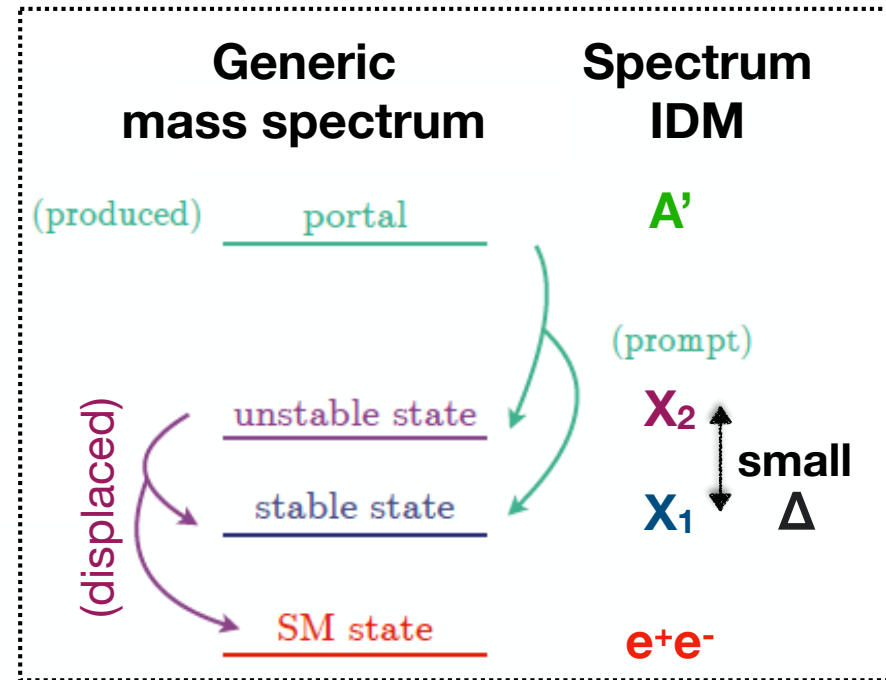 Generic
mass spectrum
Spectrum
IDM
(produced)
portal
A’
(prompt)
unstable state
X₂
small
Δ
stable state
X₁
(displaced)
SM state
e⁺e⁻